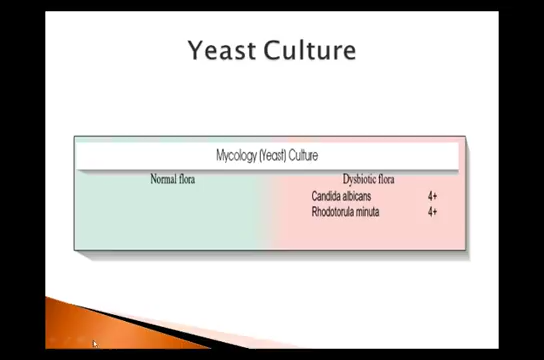 Yeast Culture
Mycology (Yeast) Culture
Normal flora Dysbiotic flora
Candida albicans 4+
Rhodotorula minuta 4+